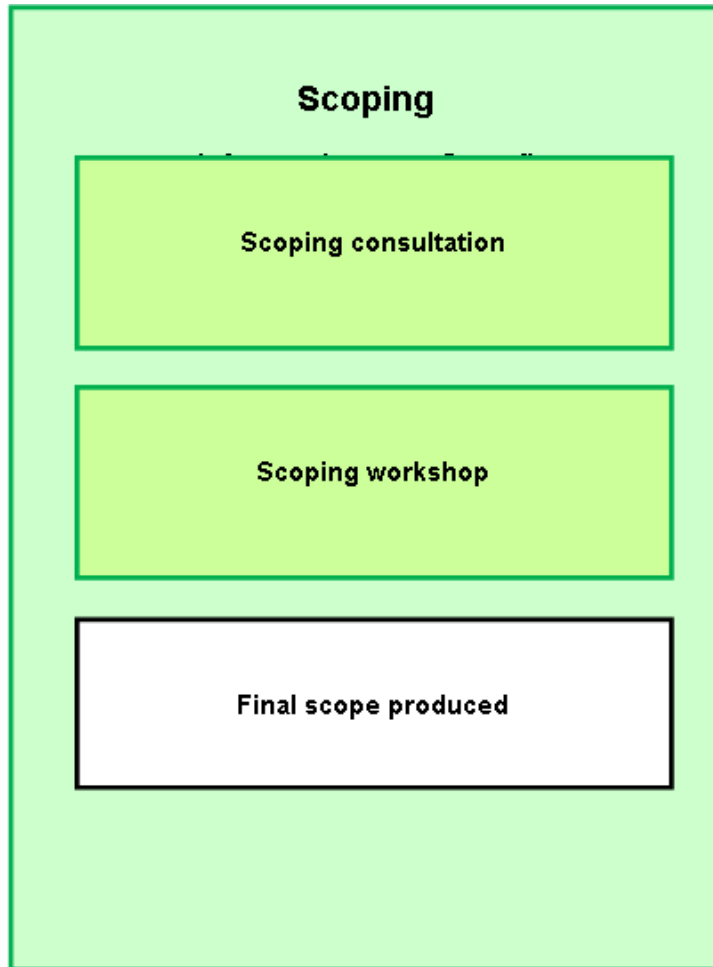 Scoping
Scoping consultation
Scoping workshop
Final scope produced